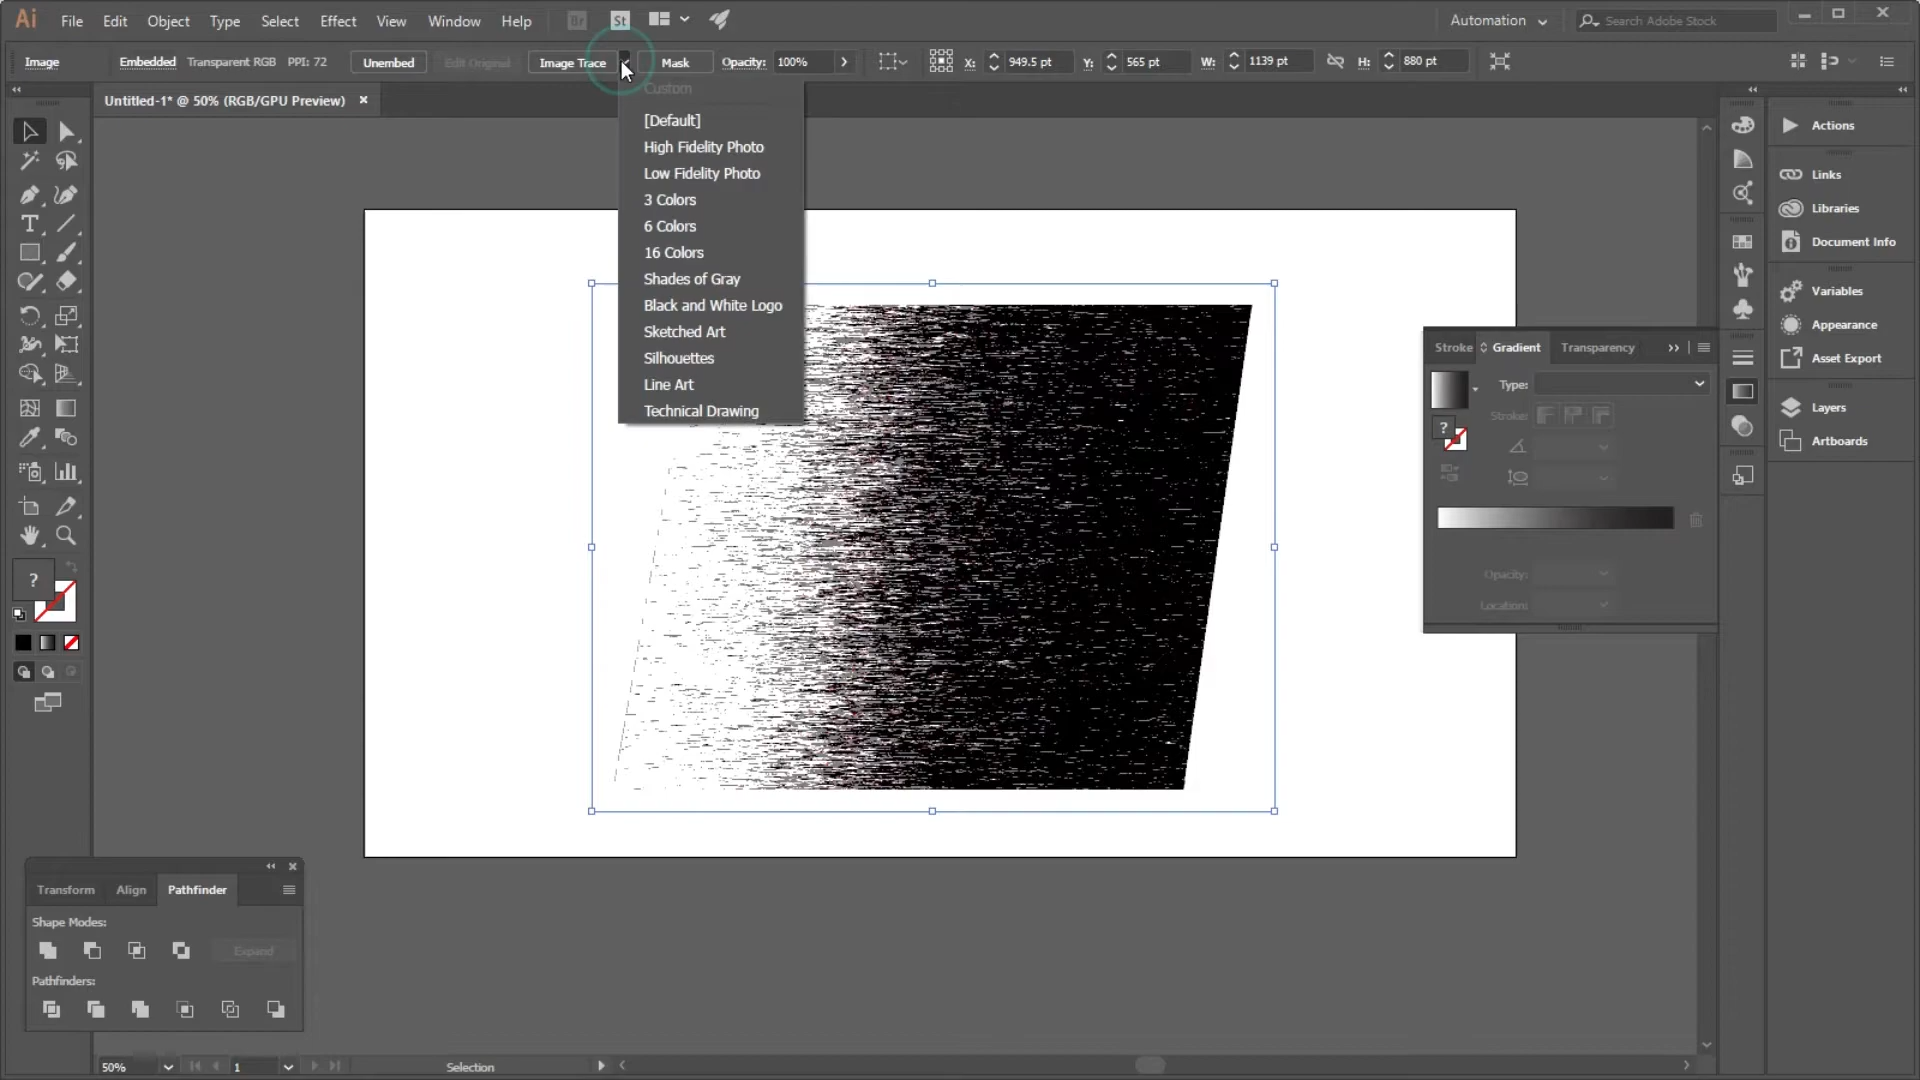 Ai File Edit Object Type Select Effect View Window Help Br St Automation Search Adobe Stock
Image Embedded Transparent RGB PPI: 72 Unembed Edit Original Image Trace Mask Opacity: 100% X: 949.5 pt Y: 565 pt W: 1139 pt H: 880 pt
Untitled-1* @ 50% (RGB/GPU Preview)
Custom
[Default]
High Fidelity Photo
Low Fidelity Photo
3 Colors
6 Colors
16 Colors
Shades of Gray
Black and White Logo
Sketched Art
Silhouettes
Line Art
Technical Drawing
Actions
Links
Libraries
Document Info
Variables
Appearance
Asset Export
Layers
Artboards
Stroke Gradient Transparency
Type:
Stroke:
?
Opacity:
Location:
?
Transform Align Pathfinder
Shape Modes:
Expand
Pathfinders:
50% 1 Selection